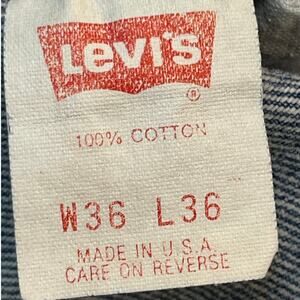 Levi's
®
100% COTTON
W36 L36
MADE IN U.S.A.
CARE ON REVERSE